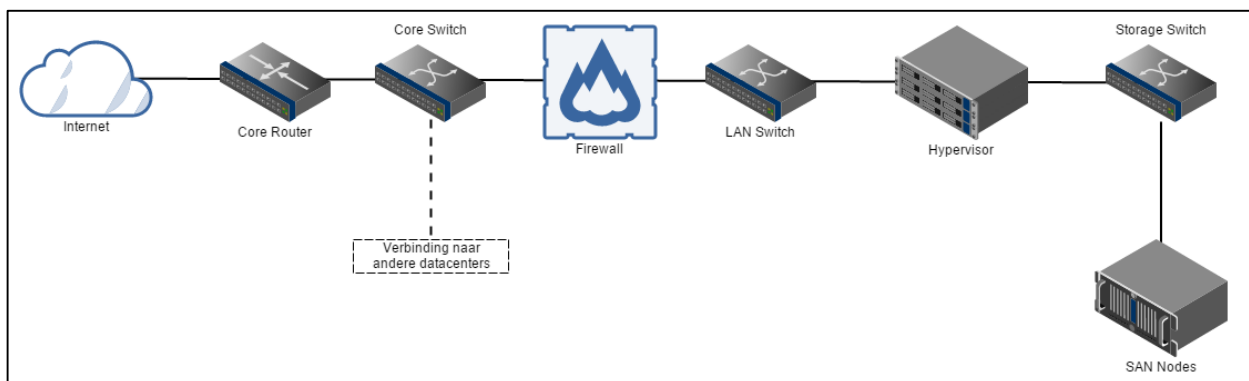 Internet
Core Router
Core Switch
Verbinding naar
andere datacenters
Firewall
LAN Switch
Hypervisor
Storage Switch
SAN Nodes